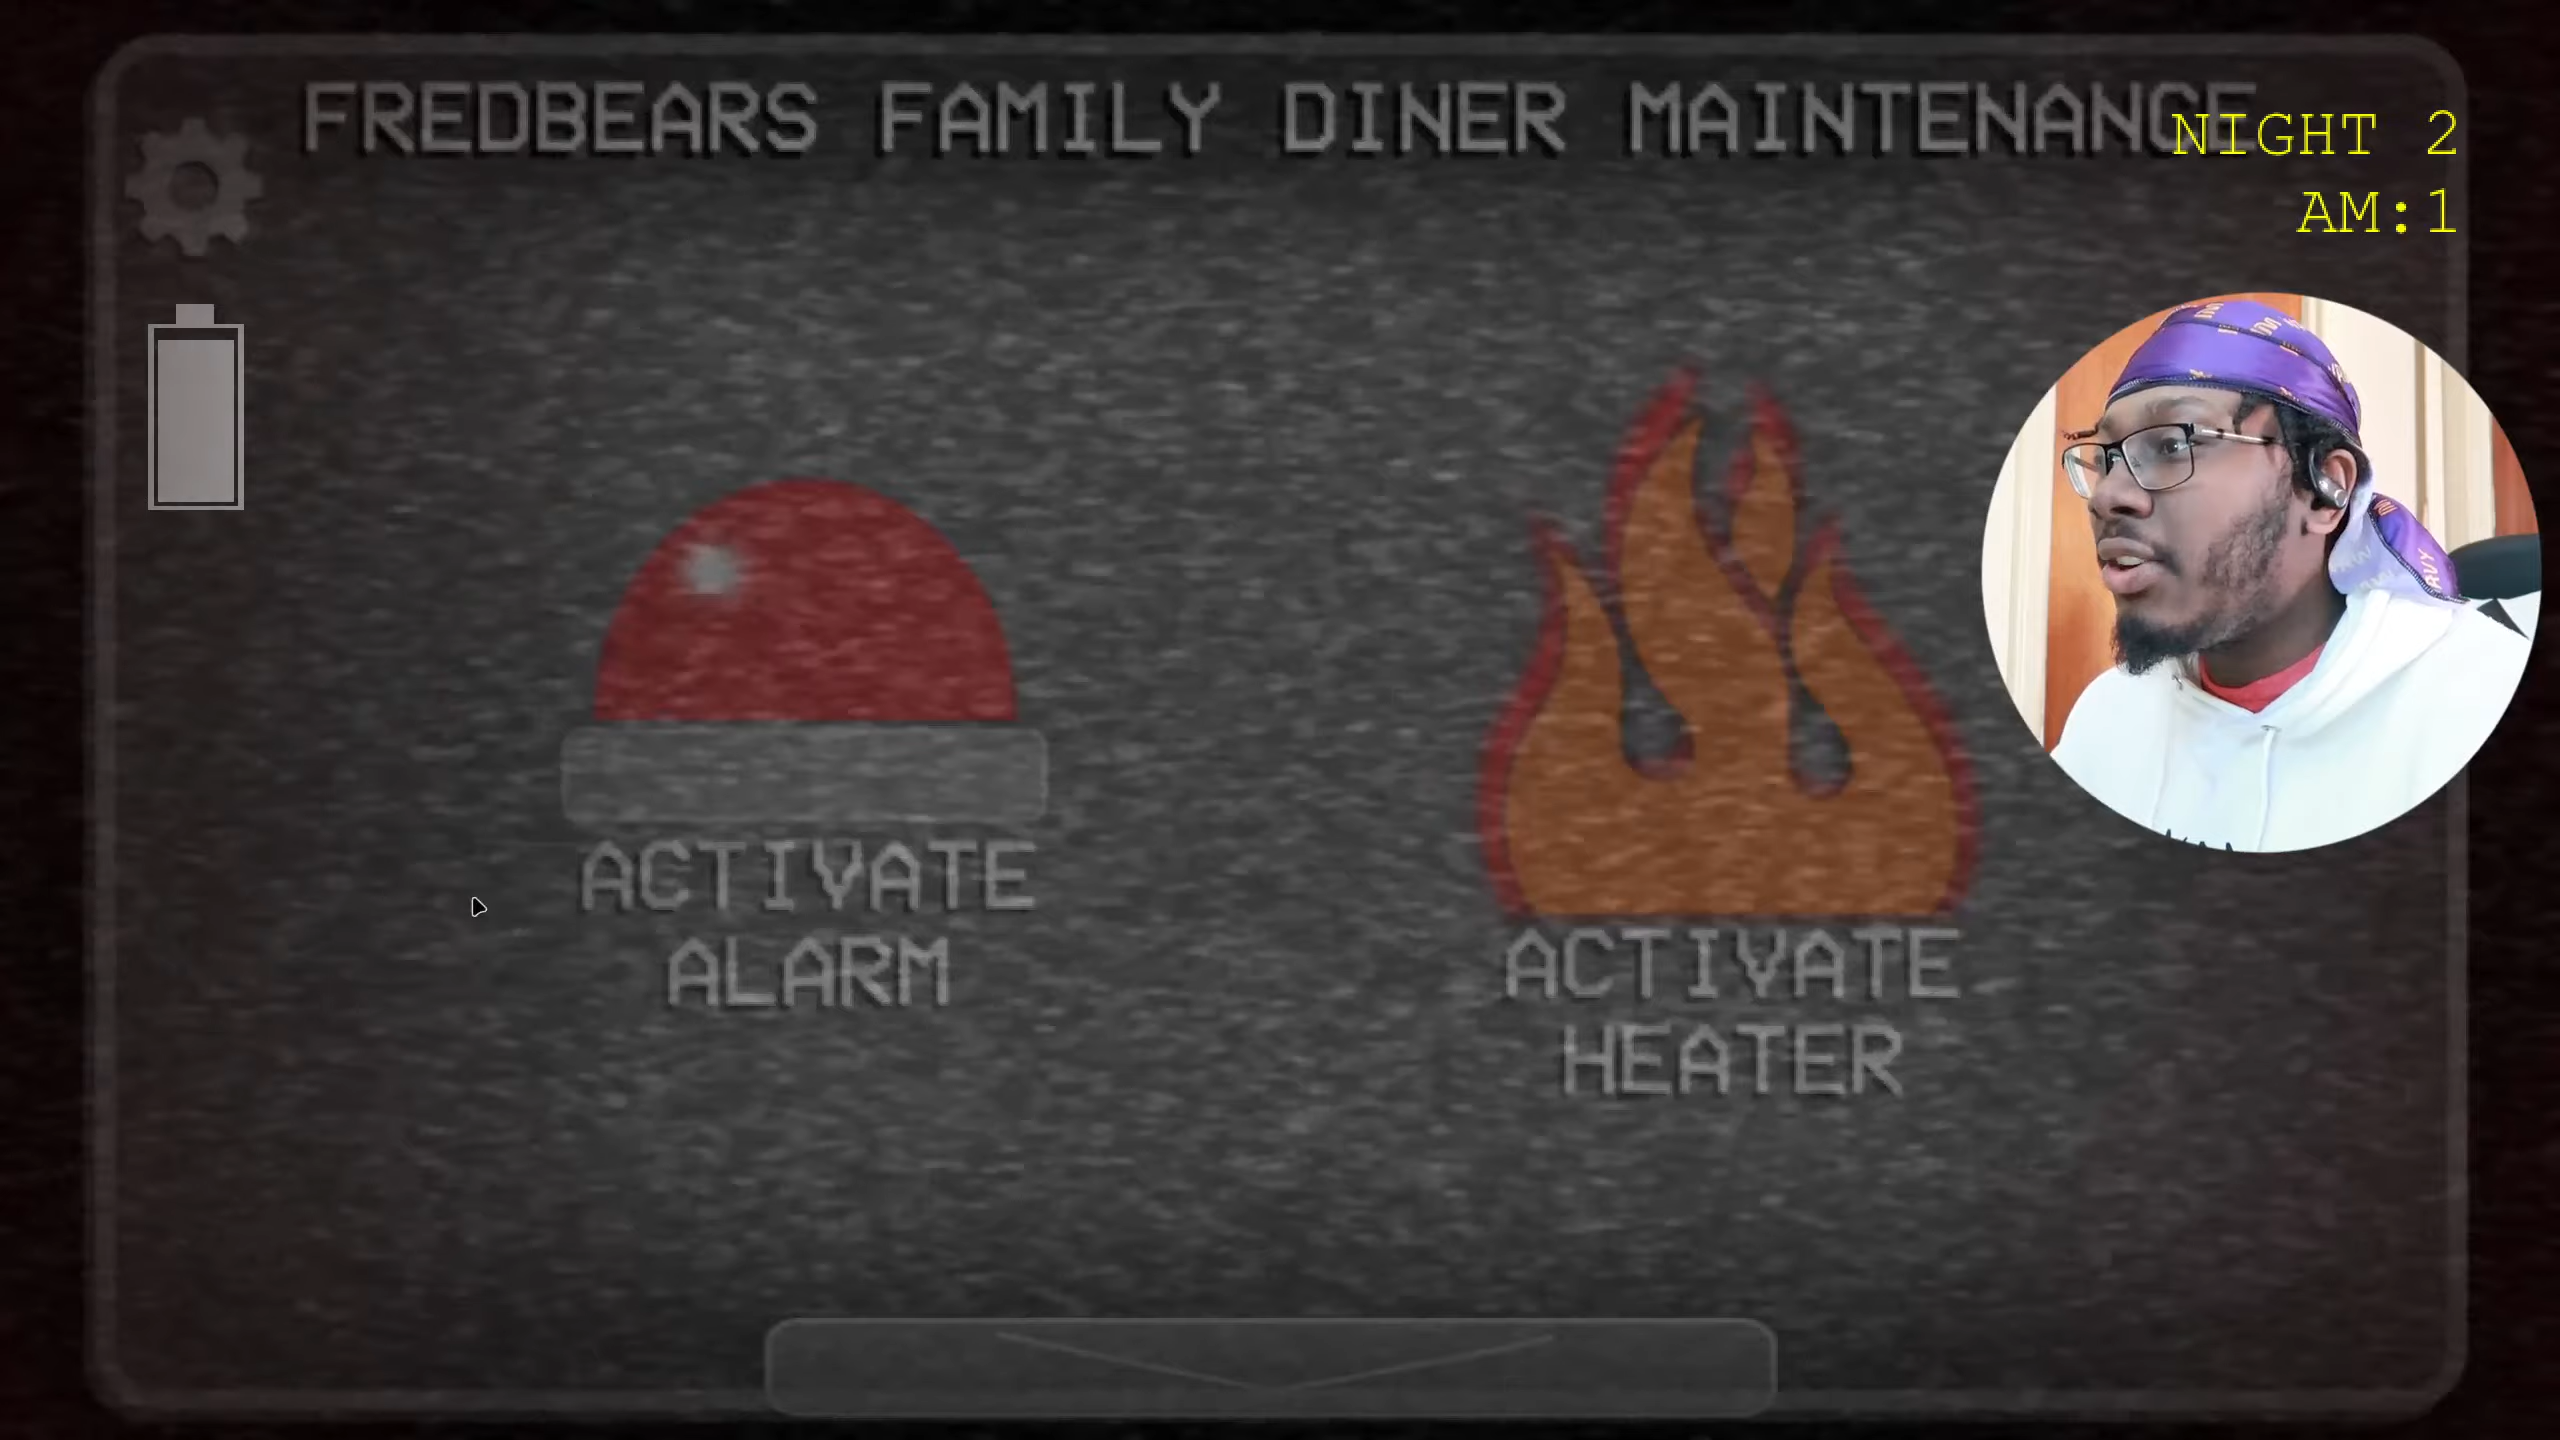 FREDBEARS FAMILY DINER MAINTENANCE
NIGHT 2
AM:1
ACTIVATE
ALARM
ACTIVATE
HEATER